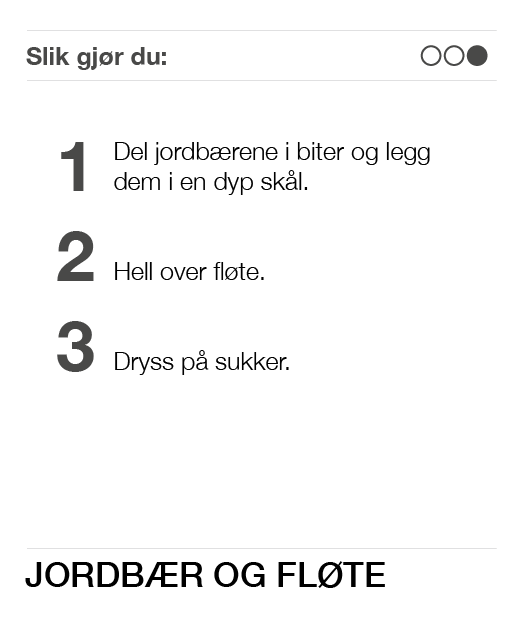 Slik gjør du:
1 Del jordbærene i biter og legg
dem i en dyp skål.
2 Hell over fløte.
3 Dryss på sukker.
JORDBÆR OG FLØTE